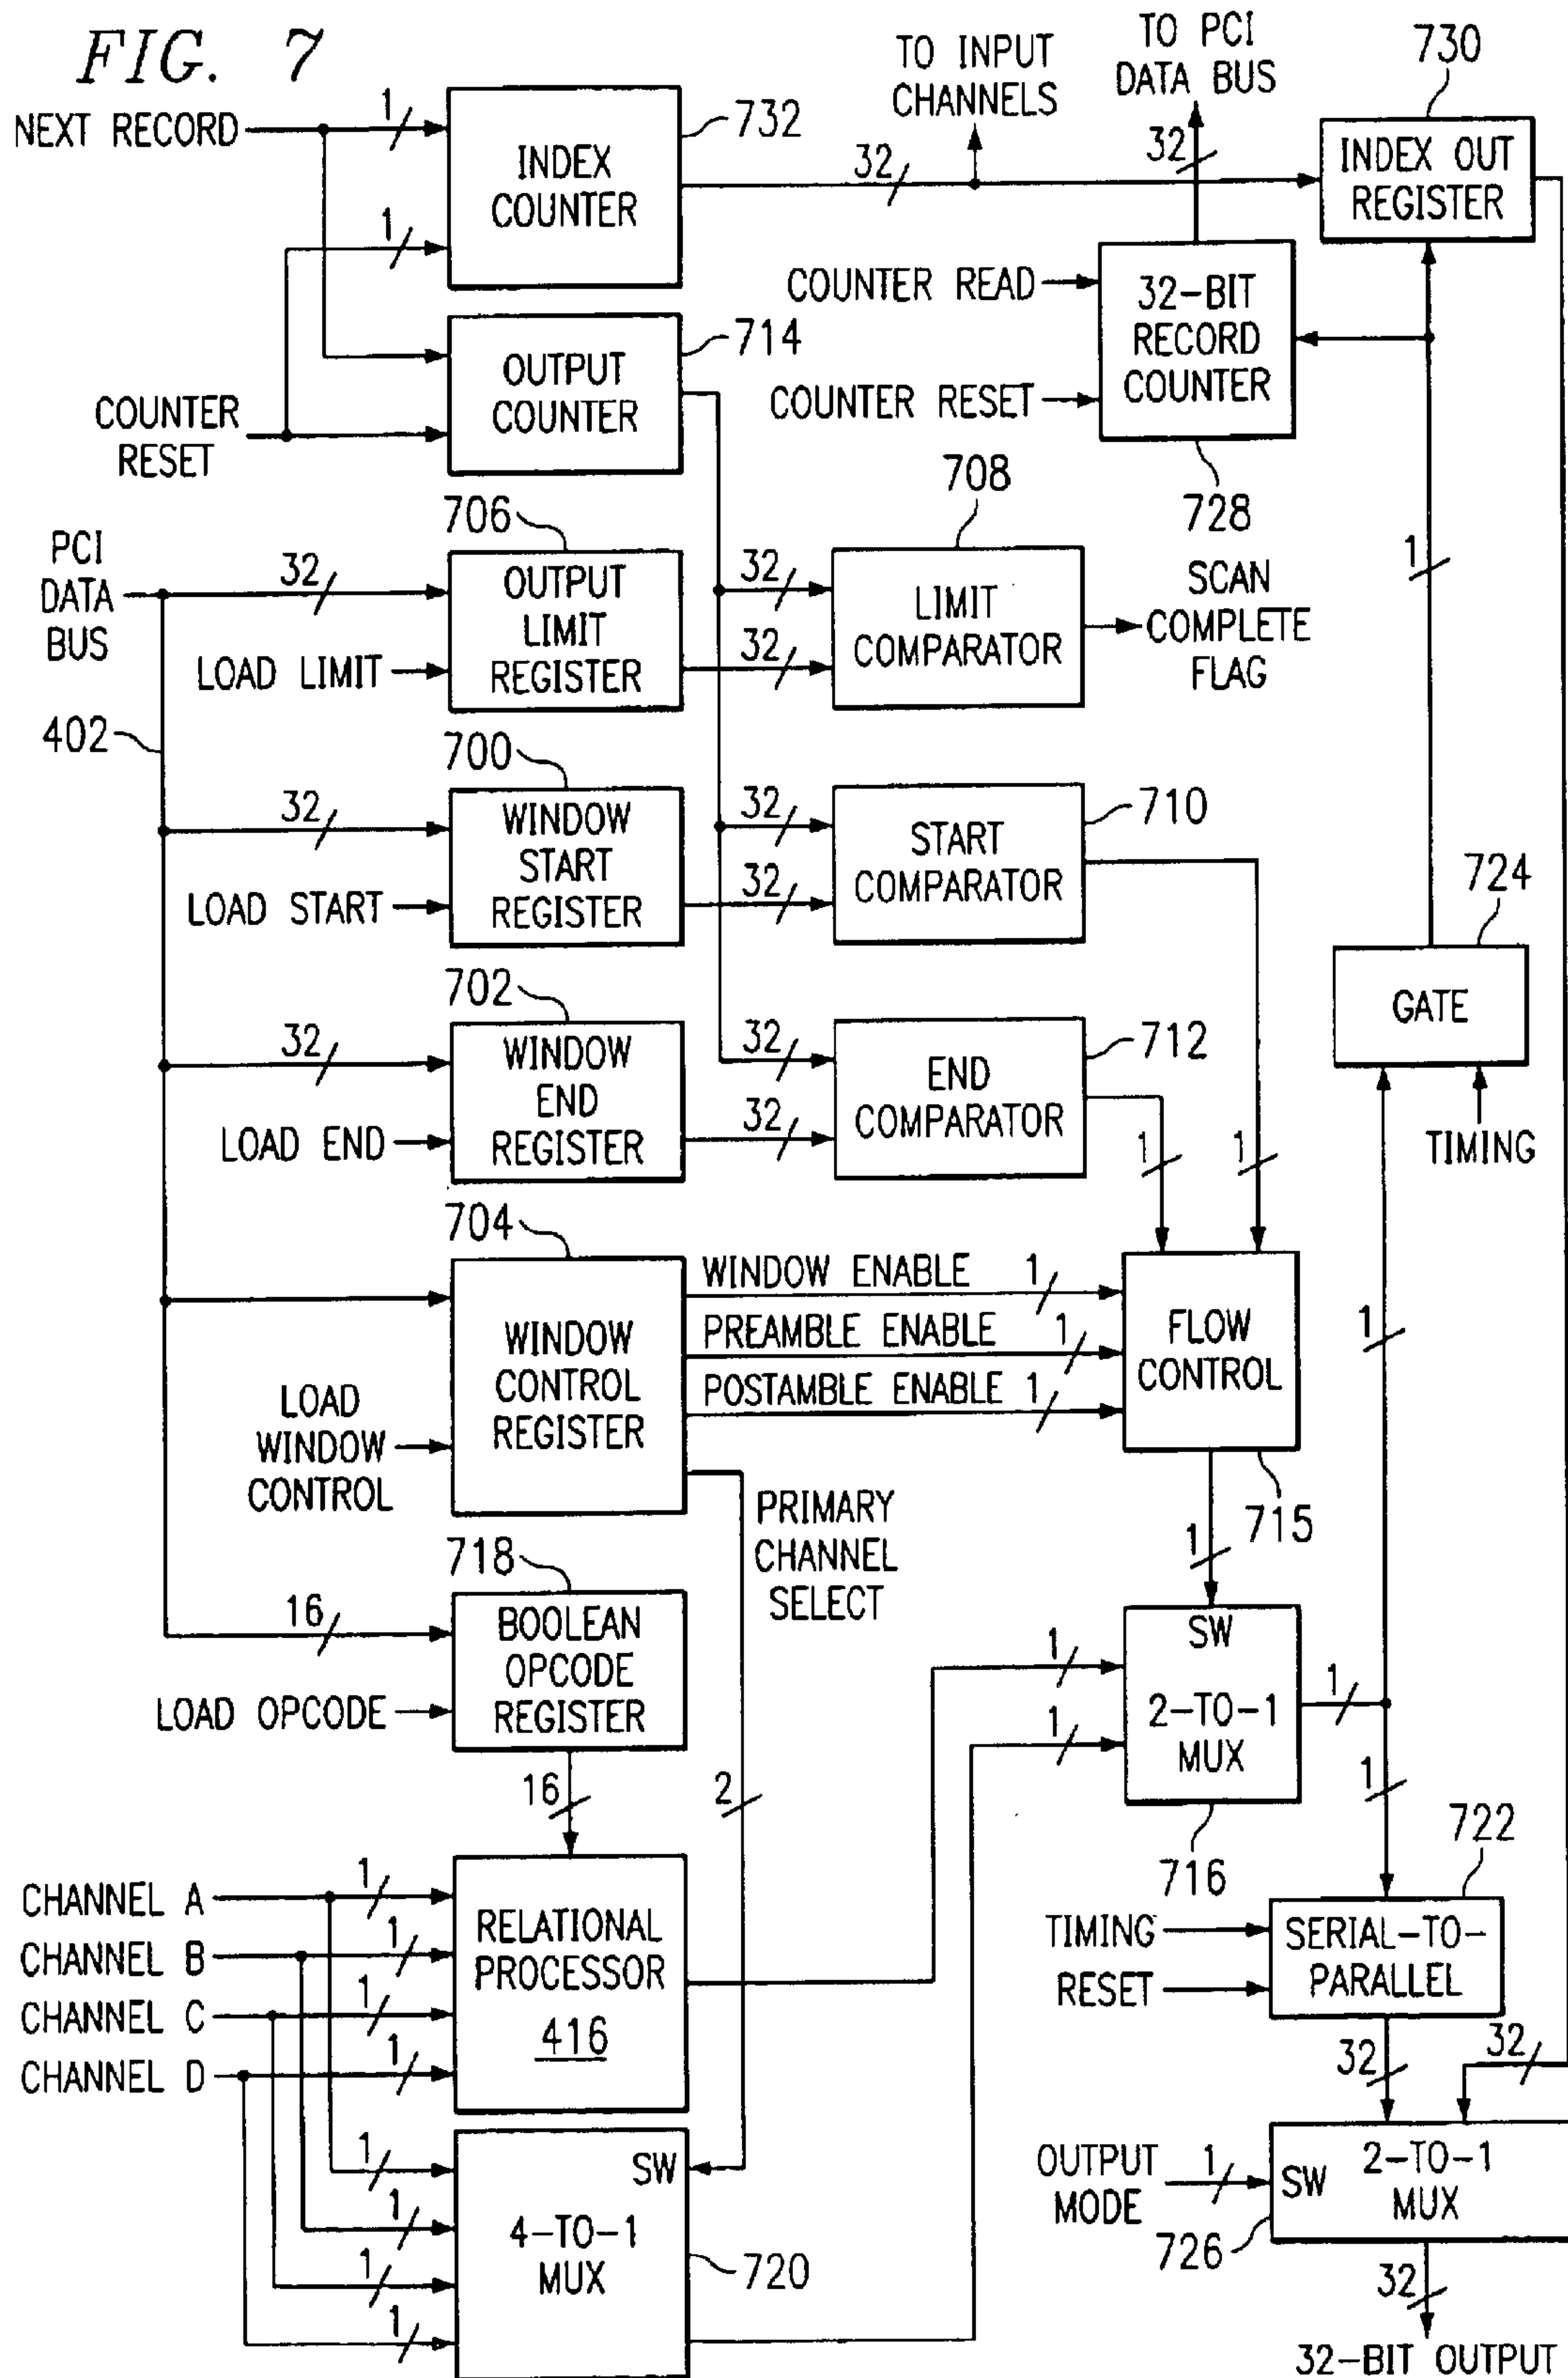 FIG. 7
NEXT RECORD
1
1
INDEX
COUNTER
732
32
TO INPUT
CHANNELS
TO PCI
DATA BUS
32
730
INDEX OUT
REGISTER
COUNTER
RESET
OUTPUT
COUNTER
714
COUNTER READ
COUNTER RESET
32-BIT
RECORD
COUNTER
728
1
PCI
DATA
BUS
402
32
LOAD LIMIT
706
OUTPUT
LIMIT
REGISTER
32
32
708
LIMIT
COMPARATOR
SCAN
COMPLETE
FLAG
32
LOAD START
700
WINDOW
START
REGISTER
32
32
START
COMPARATOR
710
724
GATE
TIMING
32
LOAD END
702
WINDOW
END
REGISTER
32
32
END
COMPARATOR
712
1
1
704
WINDOW
CONTROL
REGISTER
LOAD
WINDOW
CONTROL
WINDOW ENABLE 1
PREAMBLE ENABLE 1
POSTAMBLE ENABLE 1
FLOW
CONTROL
715
1
1
PRIMARY
CHANNEL
SELECT
718
16
LOAD OPCODE
BOOLEAN
OPCODE
REGISTER
16
2
1
1
SW
2-TO-1
MUX
716
1
1
CHANNEL A
CHANNEL B
CHANNEL C
CHANNEL D
1
1
1
1
RELATIONAL
PROCESSOR
416
722
TIMING
RESET
SERIAL-TO-
PARALLEL
32
32
1
1
1
1
SW
4-TO-1
MUX
720
OUTPUT
MODE
1
SW
2-TO-1
MUX
726
32
32-BIT OUTPUT